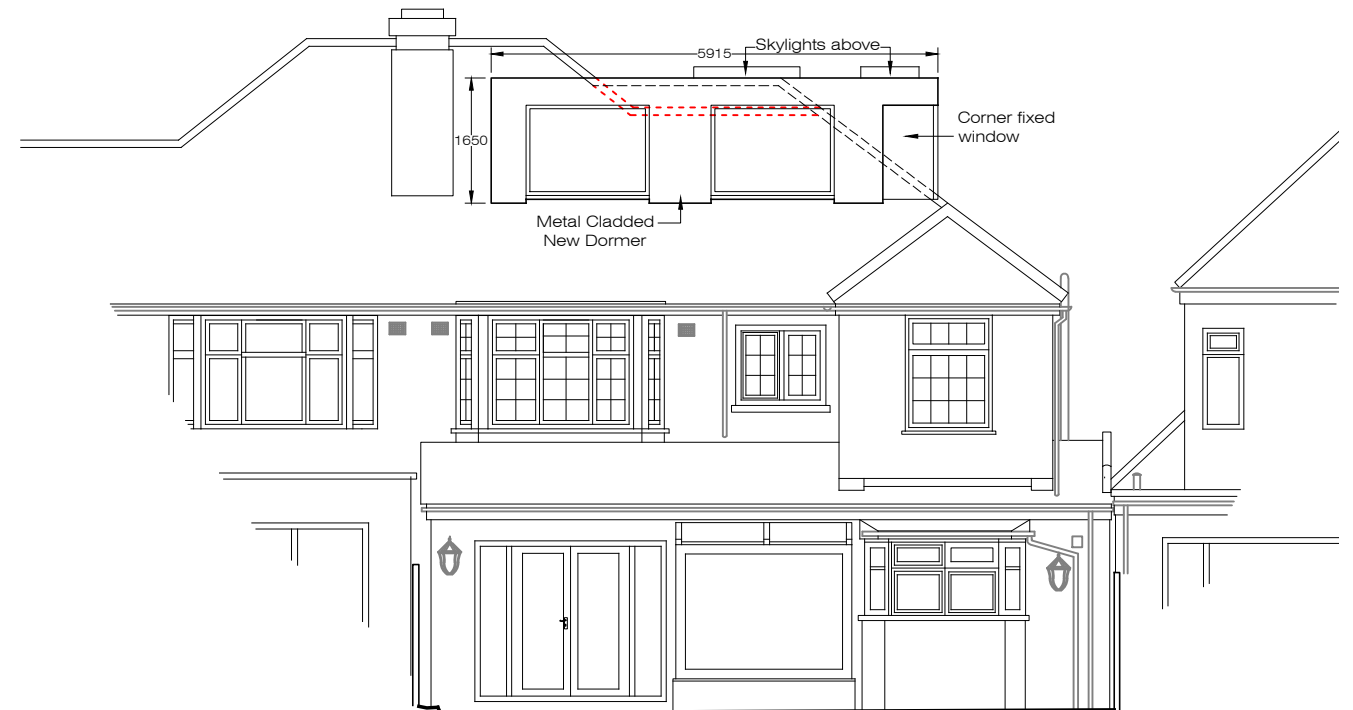 5915
Skylights above
1650
Corner fixed
window
Metal Cladded
New Dormer